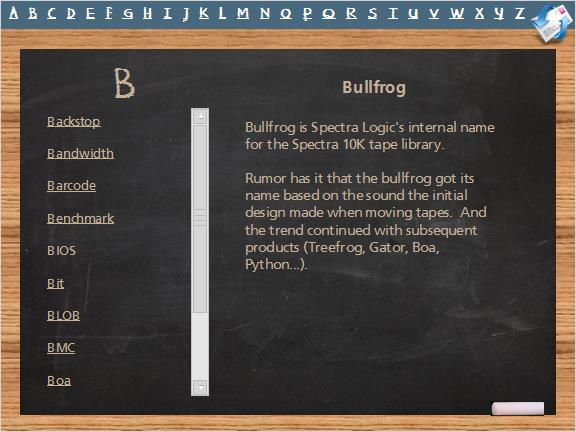 A B C D E F G H I J K L M N O P Q R S T U V W X Y Z
B
Backstop
Bandwidth
Barcode
Benchmark
BIOS
Bit
BLOB
BMC
Boa
Bullfrog
Bullfrog is Spectra Logic's internal name
for the Spectra 10K tape library.
Rumor has it that the bullfrog got its
name based on the sound the initial
design made when moving tapes.  And
the trend continued with subsequent
products (Treefrog, Gator, Boa,
Python...).